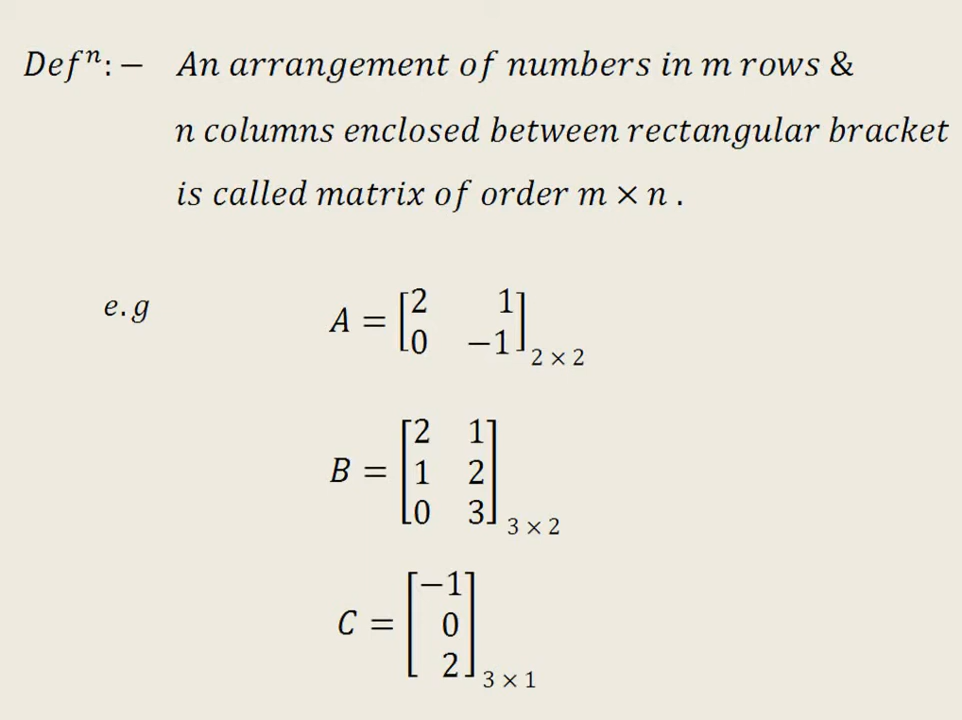 Defⁿ:− An arrangement of numbers in m rows &
n columns enclosed between rectangular bracket
is called matrix of order m × n .
e.g
A = [2 1
0 −1] 2 × 2
B = [2 1
1 2
0 3] 3 × 2
C = [−1
0
2] 3 × 1